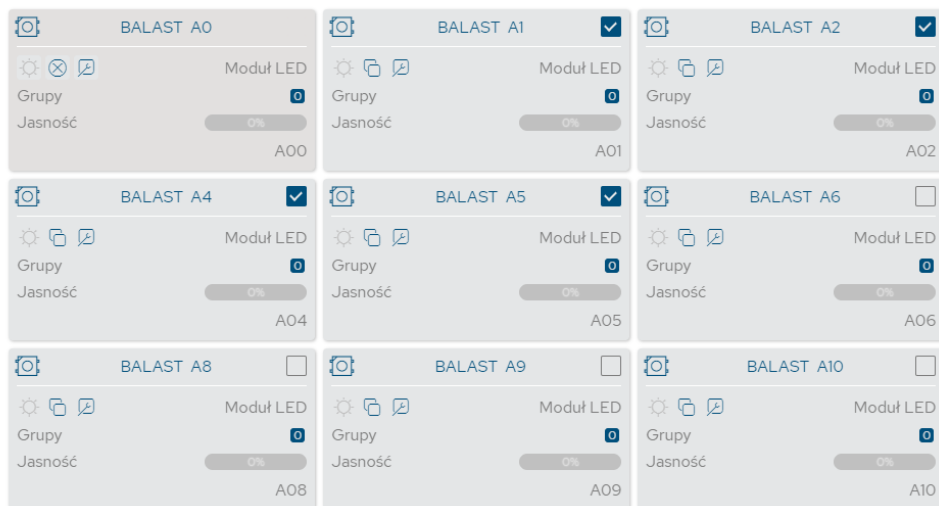 BALAST A0
Moduł LED
Grupy 0
Jasność 0%
A00
BALAST A1
Moduł LED
Grupy 0
Jasność 0%
A01
BALAST A2
Moduł LED
Grupy 0
Jasność 0%
A02
BALAST A4
Moduł LED
Grupy 0
Jasność 0%
A04
BALAST A5
Moduł LED
Grupy 0
Jasność 0%
A05
BALAST A6
Moduł LED
Grupy 0
Jasność 0%
A06
BALAST A8
Moduł LED
Grupy 0
Jasność 0%
A08
BALAST A9
Moduł LED
Grupy 0
Jasność 0%
A09
BALAST A10
Moduł LED
Grupy 0
Jasność 0%
A10